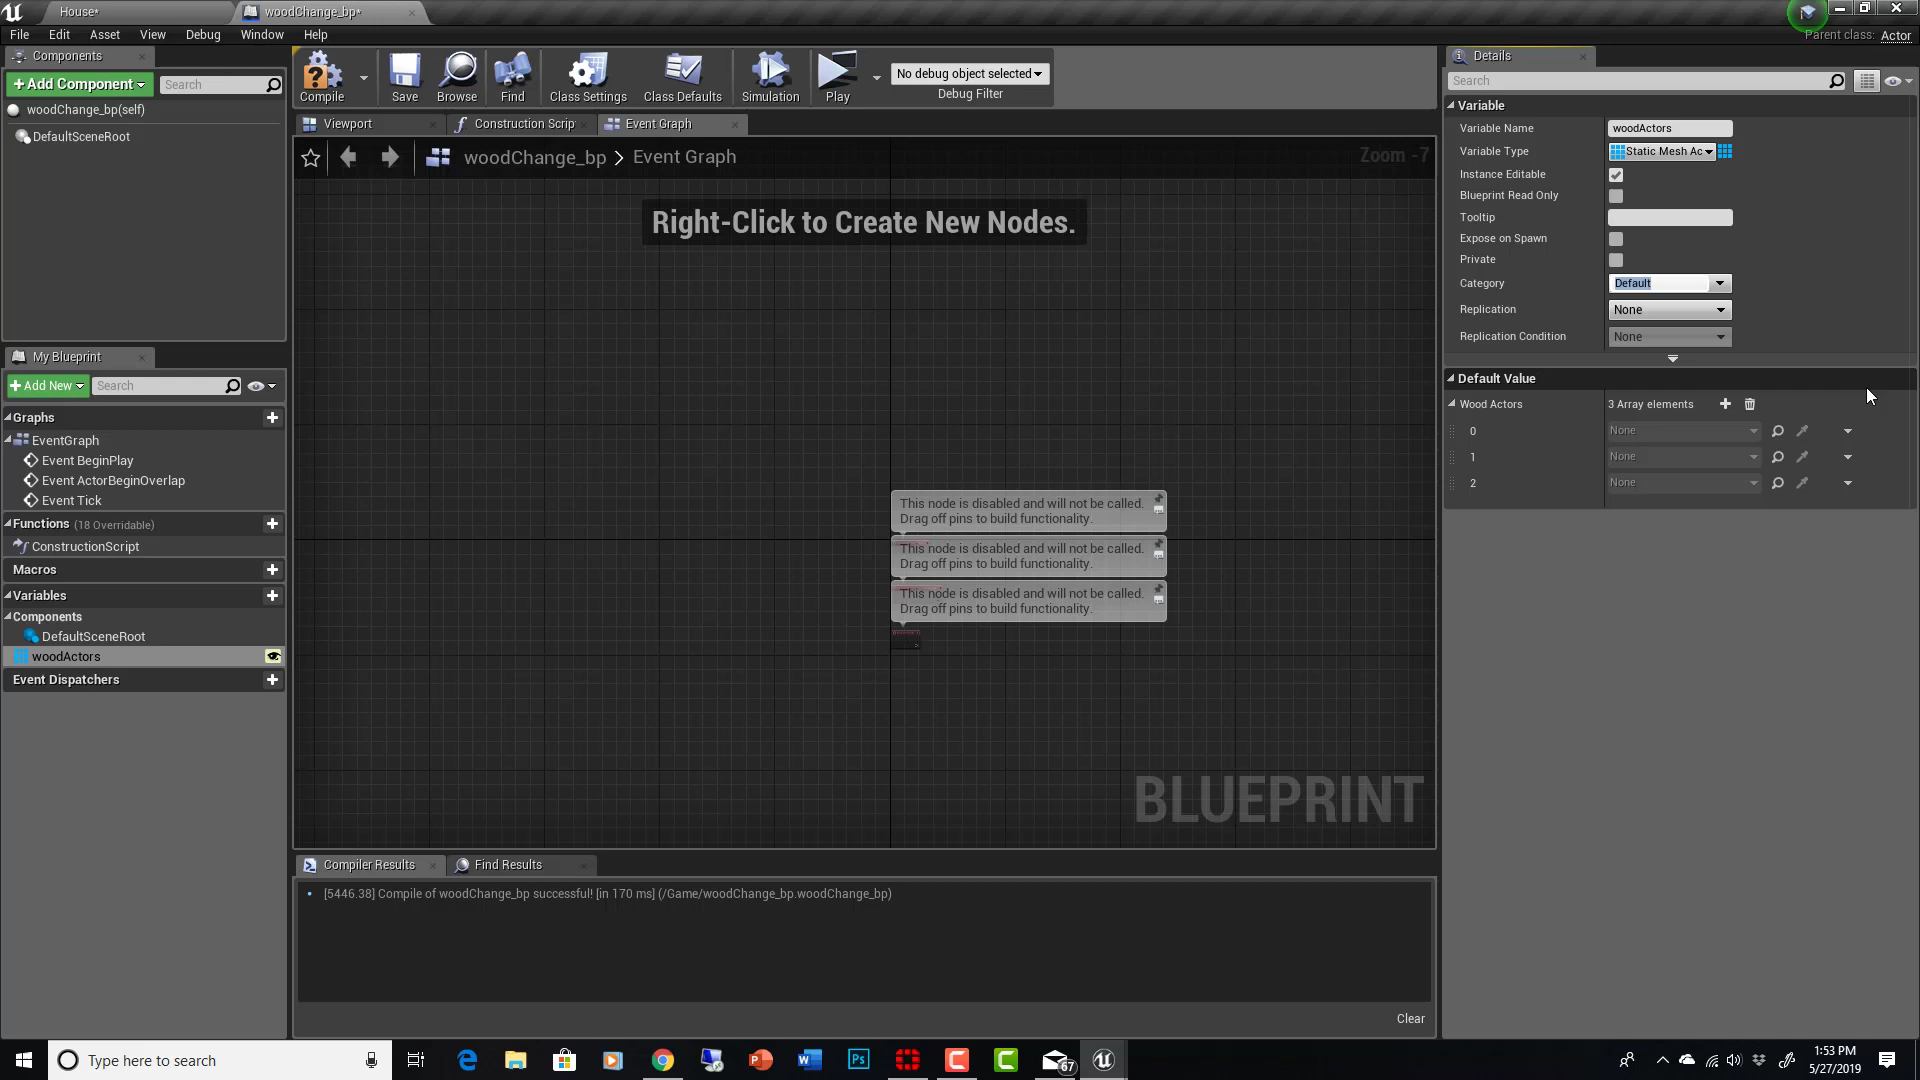 House*
woodChange_bp*
File Edit Asset View Debug Window Help
Parent class: Actor
Components
+ Add Component
Search
woodChange_bp(self)
DefaultSceneRoot
Compile
Save
Browse
Find
Class Settings
Class Defaults
Simulation
Play
No debug object selected
Debug Filter
Viewport
Construction Scrip
Event Graph
woodChange_bp > Event Graph
Zoom -7
Right-Click to Create New Nodes.
This node is disabled and will not be called.
Drag off pins to build functionality.
This node is disabled and will not be called.
Drag off pins to build functionality.
This node is disabled and will not be called.
Drag off pins to build functionality.
BLUEPRINT
My Blueprint
+ Add New
Search
Graphs
EventGraph
Event BeginPlay
Event ActorBeginOverlap
Event Tick
Functions (18 Overridable)
ConstructionScript
Macros
Variables
Components
DefaultSceneRoot
woodActors
Event Dispatchers
Compiler Results
Find Results
[5446.38] Compile of woodChange_bp successful! [in 170 ms] (/Game/woodChange_bp.woodChange_bp)
Clear
Details
Search
Variable
Variable Name woodActors
Variable Type Static Mesh Ac
Instance Editable
Blueprint Read Only
Tooltip
Expose on Spawn
Private
Category Default
Replication None
Replication Condition None
Default Value
Wood Actors 3 Array elements
0 None
1 None
2 None
Type here to search
67
1:53 PM
5/27/2019